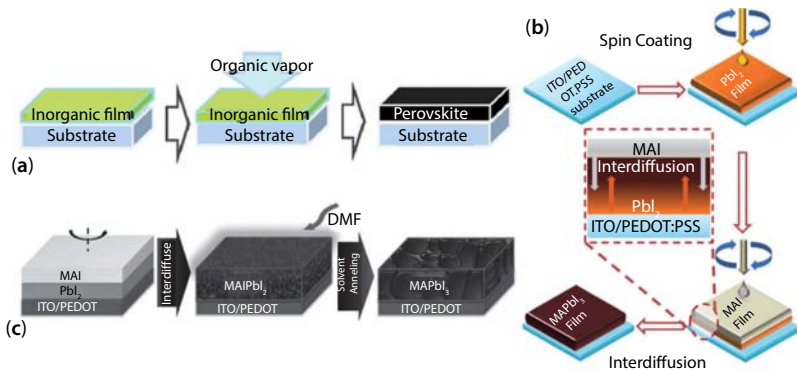 Organic vapor
Inorganic film
Substrate
Inorganic film
Substrate
Perovskite
Substrate
(a)
(b)
Spin Coating
ITO/PED
OT:PSS
substrate
PbI2
Film
MAI
Interdiffusion
PbI2
ITO/PEDOT:PSS
MAI
Film
MAPbI3
Film
Interdiffusion
DMF
MAI
PbI2
ITO/PEDOT
Interdiffuse
MAIPbI2
ITO/PEDOT
Solvent
Anneling
MAPbI3
ITO/PEDOT
(c)